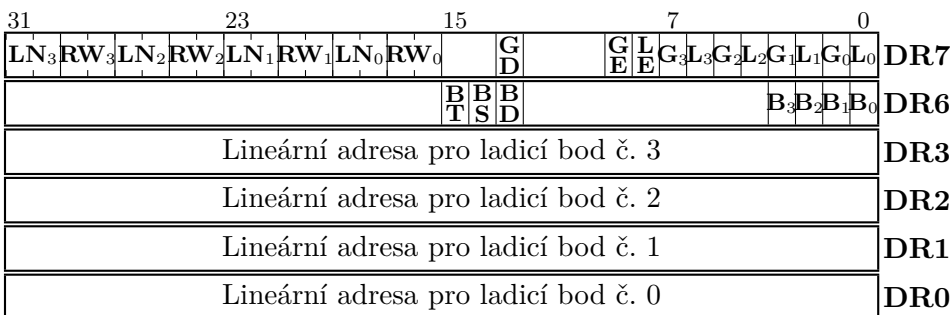 31 23 15 7 0
LN₃ RW₃ LN₂ RW₂ LN₁ RW₁ LN₀ RW₀ GD GE LE G₃ L₃ G₂ L₂ G₁ L₁ G₀ L₀ DR7
BT BS BD B₃ B₂ B₁ B₀ DR6
Lineární adresa pro ladicí bod č. 3 DR3
Lineární adresa pro ladicí bod č. 2 DR2
Lineární adresa pro ladicí bod č. 1 DR1
Lineární adresa pro ladicí bod č. 0 DR0